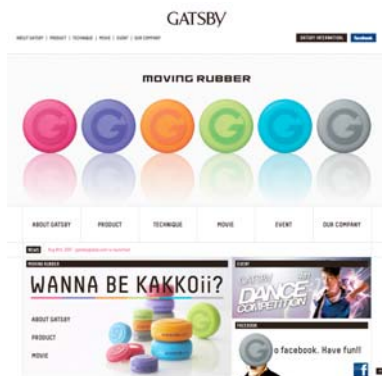 GATSBY
ABOUT GATSBY | PRODUCT | TECHNIQUE | MOVIE | EVENT | OUR COMPANY
GATSBY INTERNATIONAL
facebook
MOVING RUBBER
G G G G G G
ABOUT GATSBY
PRODUCT
TECHNIQUE
MOVIE
EVENT
OUR COMPANY
MOVING RUBBER
WANNA BE KAKKOii?
ABOUT GATSBY
PRODUCT
MOVIE
EVENT
GATSBY
DANCE
COMPETITION
FACEBOOK
G
o facebook. Have fun!!
f